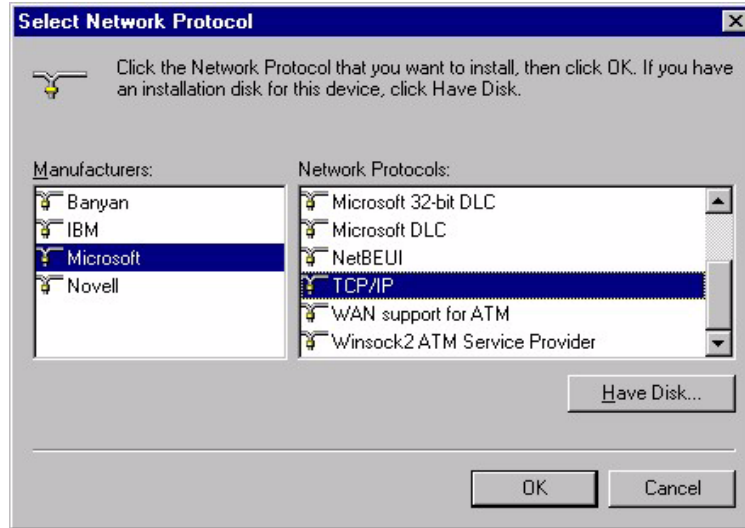 Select Network Protocol
Click the Network Protocol that you want to install, then click OK. If you have
an installation disk for this device, click Have Disk.
Manufacturers:
Banyan
IBM
Microsoft
Novell
Network Protocols:
Microsoft 32-bit DLC
Microsoft DLC
NetBEUI
TCP/IP
WAN support for ATM
Winsock2 ATM Service Provider
Have Disk...
OK
Cancel